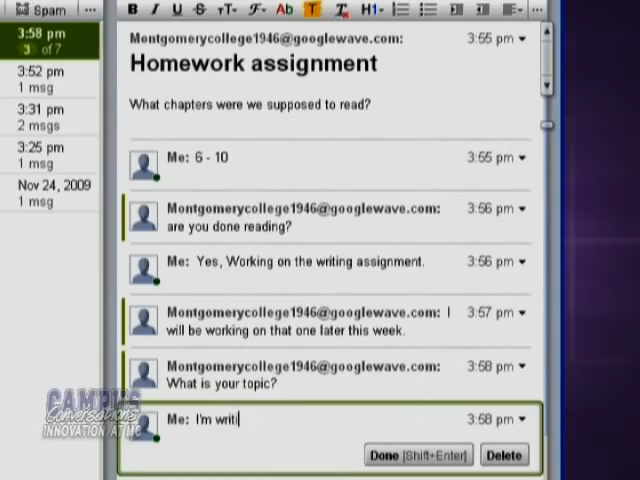 Spam
B I U S T F Ab T T H1
3:58 pm
3 of 7
3:52 pm
1 msg
3:31 pm
2 msgs
3:25 pm
1 msg
Nov 24, 2009
1 msg
Montgomerycollege1946@googlewave.com: 3:55 pm
Homework assignment
What chapters were we supposed to read?
Me: 6 - 10 3:55 pm
Montgomerycollege1946@googlewave.com: 3:56 pm
are you done reading?
Me: Yes, Working on the writing assignment. 3:56 pm
Montgomerycollege1946@googlewave.com: I 3:57 pm
will be working on that one later this week.
Montgomerycollege1946@googlewave.com: 3:58 pm
What is your topic?
Me: I'm writi 3:58 pm
Done [Shift+Enter] Delete
CAMPUS
Conversations
INNOVATION AT MC